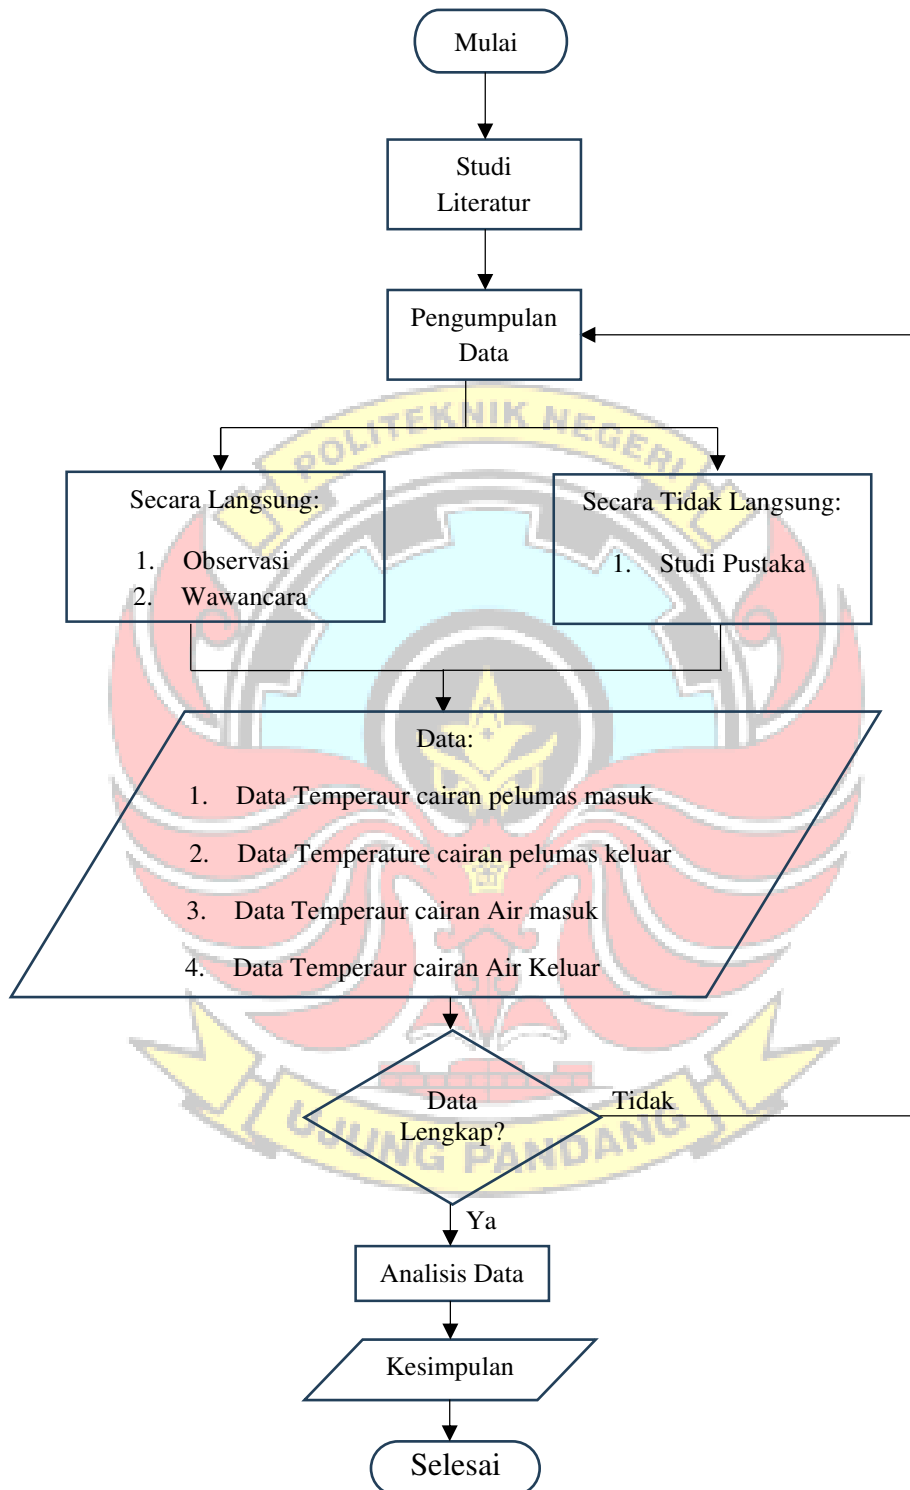 Mulai
Studi
Literatur
Pengumpulan
Data
POLITEKNIK NEGERI
Secara Langsung:
1. Observasi
2. Wawancara
Secara Tidak Langsung:
1. Studi Pustaka
Data:
1. Data Temperaur cairan pelumas masuk
2. Data Temperature cairan pelumas keluar
3. Data Temperaur cairan Air masuk
4. Data Temperaur cairan Air Keluar
Data
Lengkap?
Tidak
UJUNG PANDANG
Ya
Analisis Data
Kesimpulan
Selesai